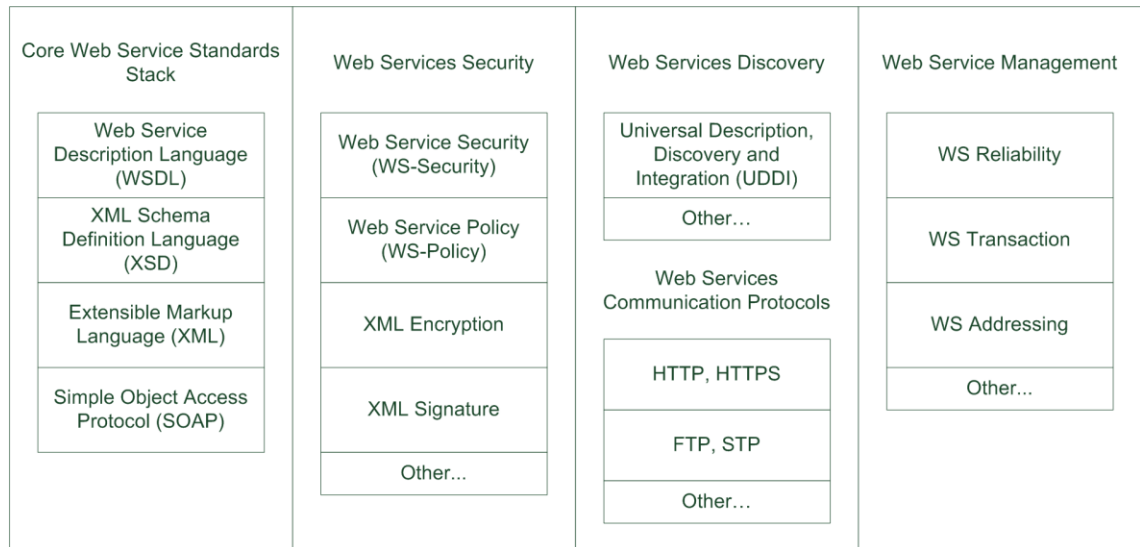 Core Web Service Standards
Stack
Web Service
Description Language
(WSDL)
XML Schema
Definition Language
(XSD)
Extensible Markup
Language (XML)
Simple Object Access
Protocol (SOAP)
Web Services Security
Web Service Security
(WS-Security)
Web Service Policy
(WS-Policy)
XML Encryption
XML Signature
Other...
Web Services Discovery
Universal Description,
Discovery and
Integration (UDDI)
Other…
Web Services
Communication Protocols
HTTP, HTTPS
FTP, STP
Other…
Web Service Management
WS Reliability
WS Transaction
WS Addressing
Other...